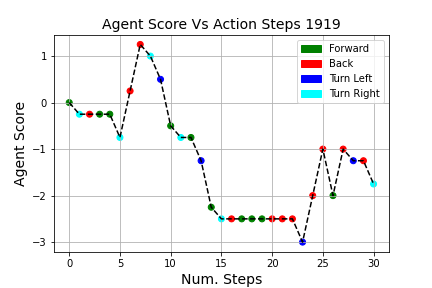 Agent Score Vs Action Steps 1919
Forward
Back
Turn Left
Turn Right
Agent Score
1
0
−1
−2
−3
0 5 10 15 20 25 30
Num. Steps